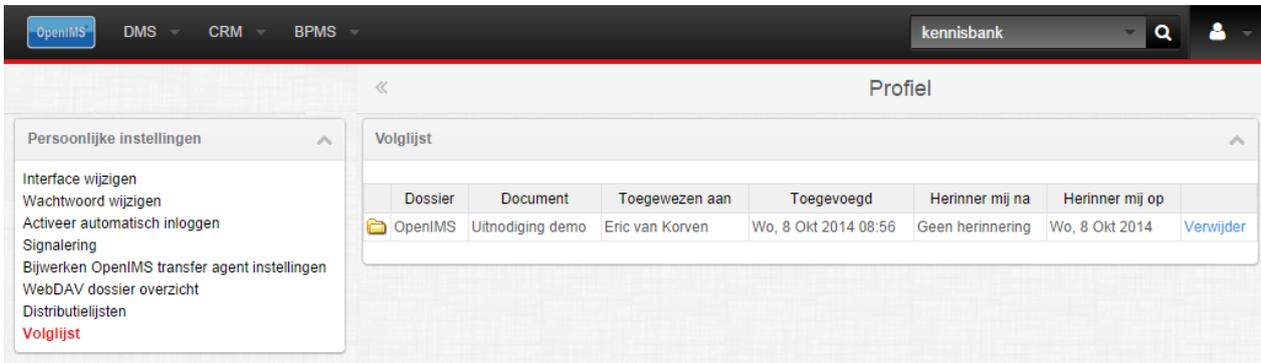 OpenIMS DMS CRM BPMS kennisbank
Profiel
Persoonlijke instellingen
Interface wijzigen
Wachtwoord wijzigen
Activeer automatisch inloggen
Signalering
Bijwerken OpenIMS transfer agent instellingen
WebDAV dossier overzicht
Distributielijsten
Volglijst
Volglijst
Dossier Document Toegewezen aan Toegevoegd Herinner mij na Herinner mij op
OpenIMS Uitnodiging demo Eric van Korven Wo, 8 Okt 2014 08:56 Geen herinnering Wo, 8 Okt 2014 Verwijder